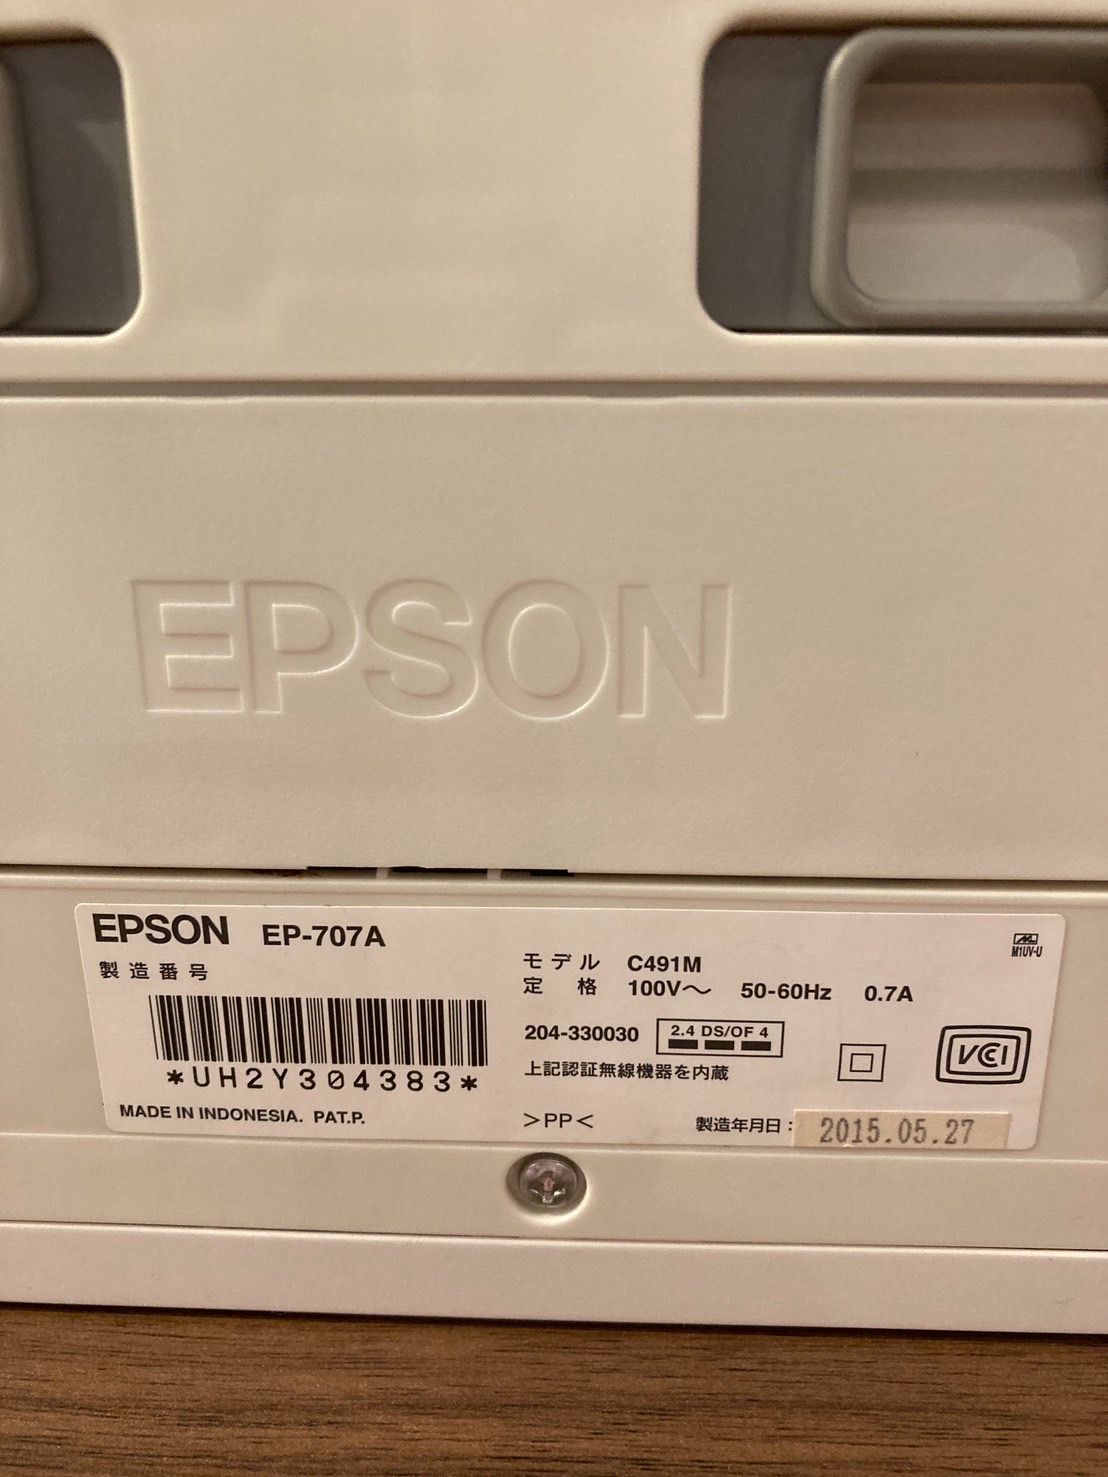 EPSON
EPSON EP-707A
製造番号
*UH2Y304383*
MADE IN INDONESIA. PAT.P.
モデル C491M
定格 100V〜 50-60Hz 0.7A
204-330030 2.4 DS/OF 4
上記認証無線機器を内蔵
>PP<
製造年月日: 2015.05.27
M1UV-U
VCCI